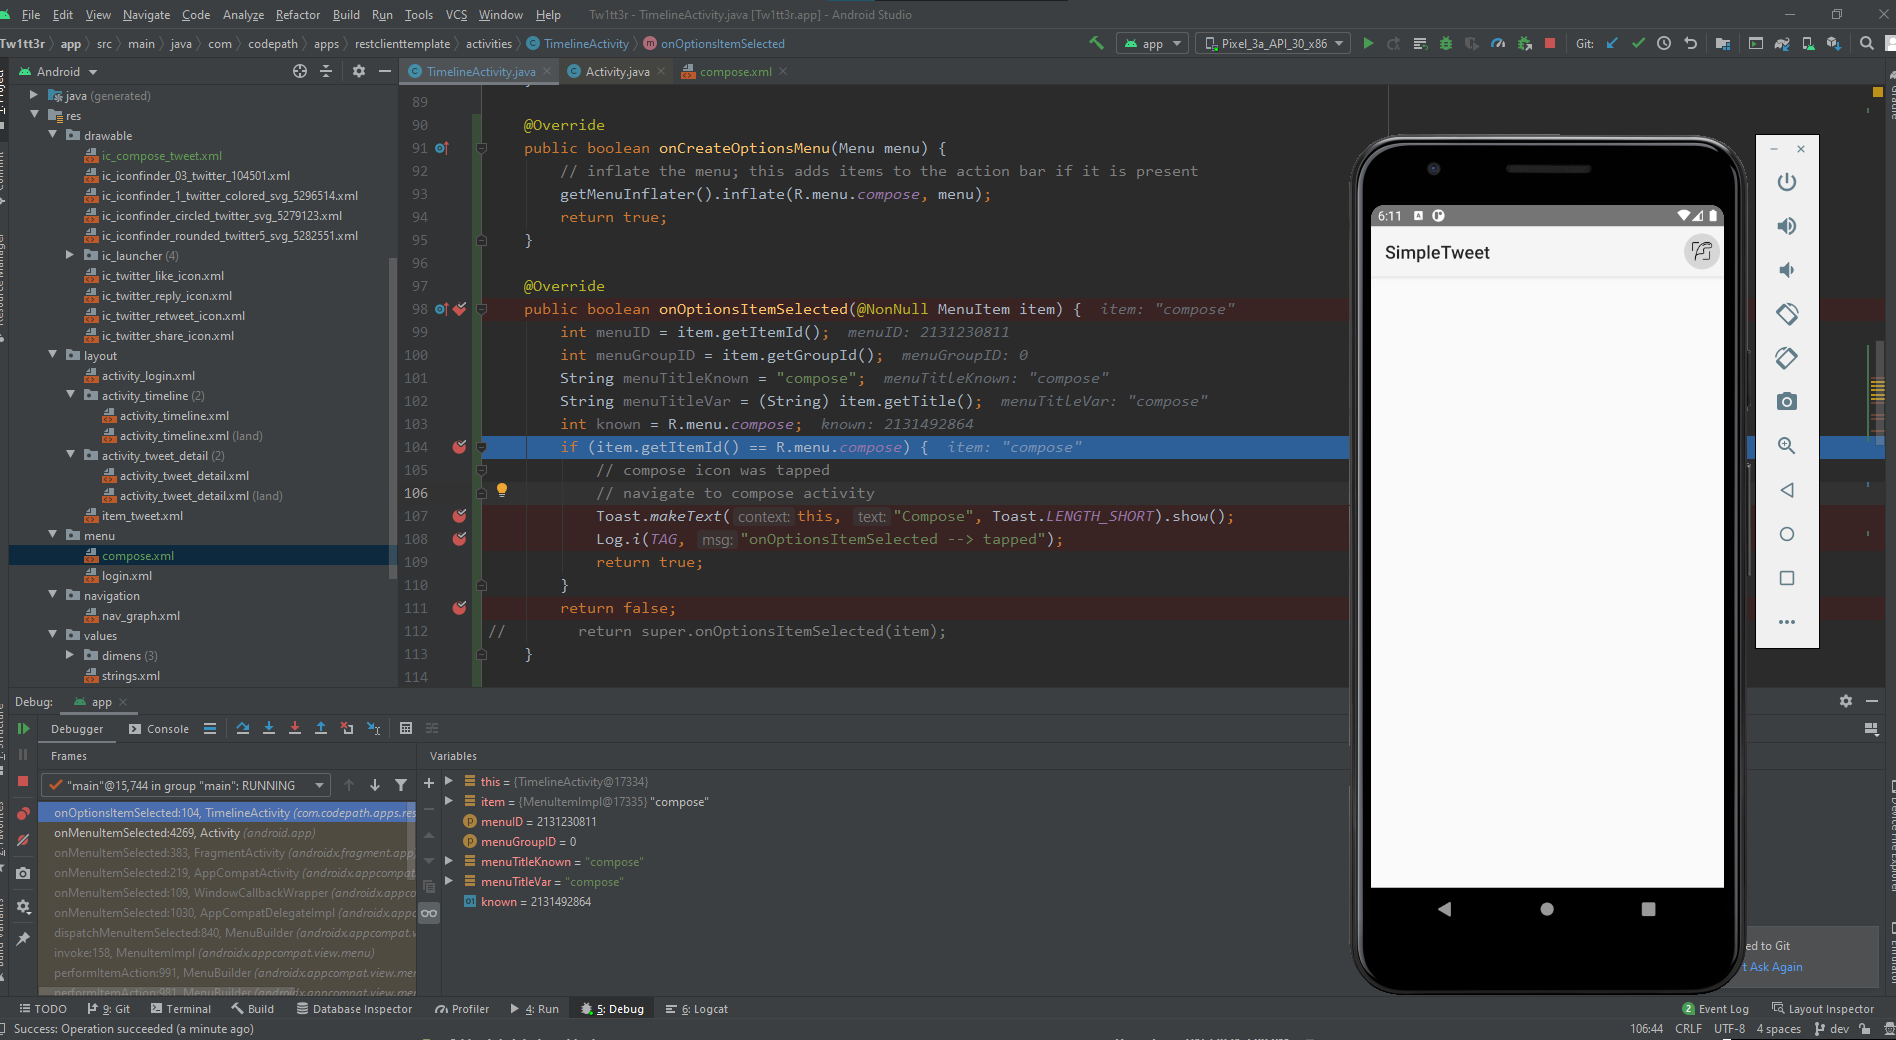 File Edit View Navigate Code Analyze Refactor Build Run Tools VCS Window Help Tw1tt3r - TimelineActivity.java [Tw1tt3r.app] - Android Studio
Tw1tt3r app src main java com codepath apps restclienttemplate activities TimelineActivity onOptionsItemSelected app Pixel_3a_API_30_x86 Git:
Android TimelineActivity.java Activity.java compose.xml
java (generated)
res
drawable
ic_compose_tweet.xml
ic_iconfinder_03_twitter_104501.xml
ic_iconfinder_1_twitter_colored_svg_5296514.xml
ic_iconfinder_circled_twitter_svg_5279123.xml
ic_iconfinder_rounded_twitter5_svg_5282551.xml
ic_launcher (4)
ic_twitter_like_icon.xml
ic_twitter_reply_icon.xml
ic_twitter_retweet_icon.xml
ic_twitter_share_icon.xml
layout
activity_login.xml
activity_timeline (2)
activity_timeline.xml
activity_timeline.xml (land)
activity_tweet_detail (2)
activity_tweet_detail.xml
activity_tweet_detail.xml (land)
item_tweet.xml
menu
compose.xml
login.xml
navigation
nav_graph.xml
values
dimens (3)
strings.xml
89
90 @Override
91 public boolean onCreateOptionsMenu(Menu menu) {
92 // inflate the menu; this adds items to the action bar if it is present
93 getMenuInflater().inflate(R.menu.compose, menu);
94 return true;
95 }
96
97 @Override
98 public boolean onOptionsItemSelected(@NonNull MenuItem item) { item: "compose"
99 int menuID = item.getItemId(); menuID: 2131230811
100 int menuGroupID = item.getGroupId(); menuGroupID: 0
101 String menuTitleKnown = "compose"; menuTitleKnown: "compose"
102 String menuTitleVar = (String) item.getTitle(); menuTitleVar: "compose"
103 int known = R.menu.compose; known: 2131492864
104 if (item.getItemId() == R.menu.compose) { item: "compose"
105 // compose icon was tapped
106 // navigate to compose activity
107 Toast.makeText( context: this, text: "Compose", Toast.LENGTH_SHORT).show();
108 Log.i(TAG, msg: "onOptionsItemSelected --> tapped");
109 return true;
110 }
111 return false;
112 // return super.onOptionsItemSelected(item);
113 }
114
6:11
SimpleTweet
Debug: app
Debugger Console
Frames Variables
"main"@15,744 in group "main": RUNNING
onOptionsItemSelected:104, TimelineActivity (com.codepath.apps.res
onMenuItemSelected:4269, Activity (android.app)
onMenuItemSelected:383, FragmentActivity (androidx.fragment.app)
onMenuItemSelected:219, AppCompatActivity (androidx.appcompat
onMenuItemSelected:109, WindowCallbackWrapper (androidx.appco
onMenuItemSelected:1030, AppCompatDelegateImpl (androidx.appc
dispatchMenuItemSelected:840, MenuBuilder (androidx.appcompat.v
invoke:158, MenuItemImpl (androidx.appcompat.view.menu)
performItemAction:991, MenuBuilder (androidx.appcompat.view.mer
performItemAction:981, MenuBuilder (androidx.appcompat.view.mer
this = {TimelineActivity@17334}
item = {MenuItemImpl@17335} "compose"
menuID = 2131230811
menuGroupID = 0
menuTitleKnown = "compose"
menuTitleVar = "compose"
known = 2131492864
ed to Git
t Ask Again
TODO 9: Git Terminal Build Database Inspector Profiler 4: Run 5: Debug 6: Logcat 2 Event Log Layout Inspector
Success: Operation succeeded (a minute ago) 106:44 CRLF UTF-8 4 spaces dev